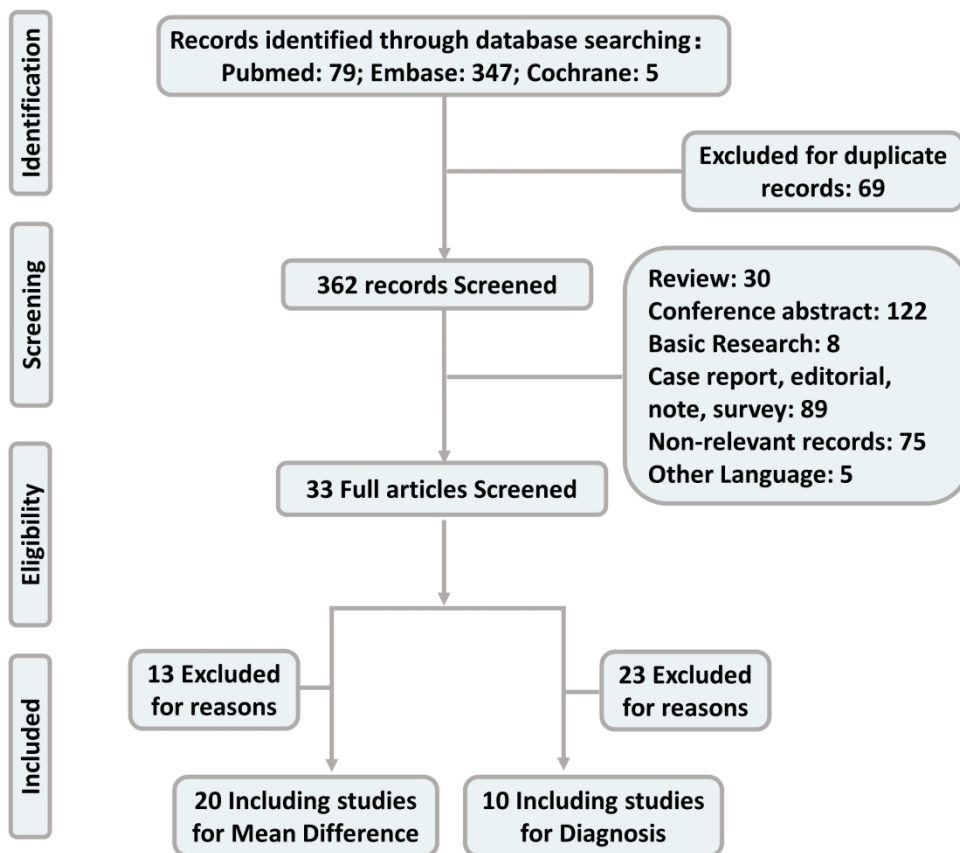 Identification
Records identified through database searching:
Pubmed: 79; Embase: 347; Cochrane: 5
Excluded for duplicate
records: 69
Screening
362 records Screened
Review: 30
Conference abstract: 122
Basic Research: 8
Case report, editorial,
note, survey: 89
Non-relevant records: 75
Other Language: 5
Eligibility
33 Full articles Screened
Included
13 Excluded
for reasons
23 Excluded
for reasons
20 Including studies
for Mean Difference
10 Including studies
for Diagnosis